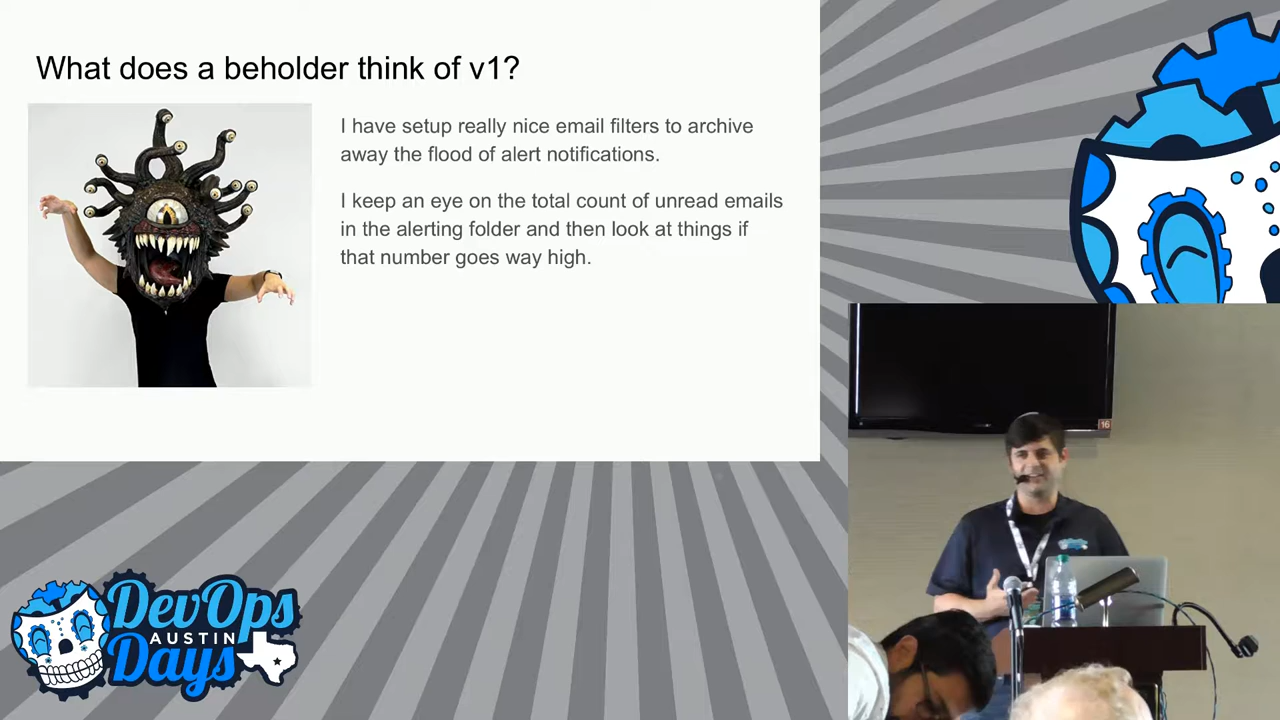 What does a beholder think of v1?
I have setup really nice email filters to archive
away the flood of alert notifications.
I keep an eye on the total count of unread emails
in the alerting folder and then look at things if
that number goes way high.
16
DevOps
AUSTIN
Days